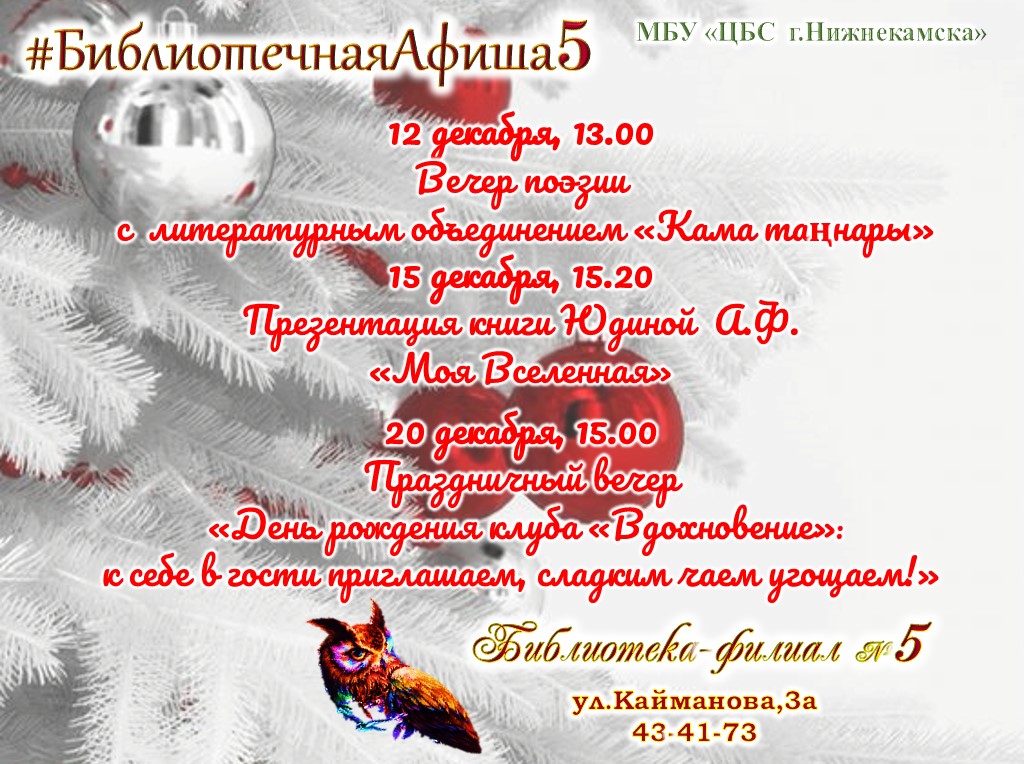 #БиблиотечнаяАфиша5
МБУ «ЦБС г.Нижнекамска»
12 декабря, 13.00
Вечер поэзии
с литературным объединением «Кама таңнары»
15 декабря, 15.20
Презентация книги Юдиной А.Ф.
«Моя Вселенная»
20 декабря, 15.00
Праздничный вечер
«День рождения клуба «Вдохновение»:
к себе в гости приглашаем, сладким чаем угощаем!»
Библиотека-филиал №5
ул.Кайманова,3а
43-41-73